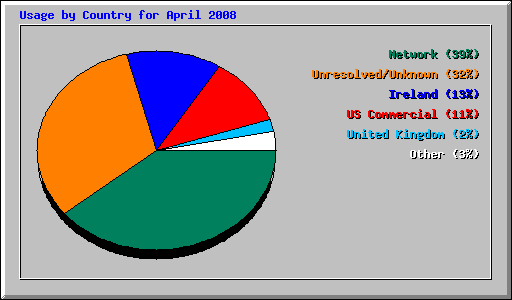 Usage by Country for April 2008
Network (39%)
Unresolved/Unknown (32%)
Ireland (13%)
US Commercial (11%)
United Kingdom (2%)
Other (3%)